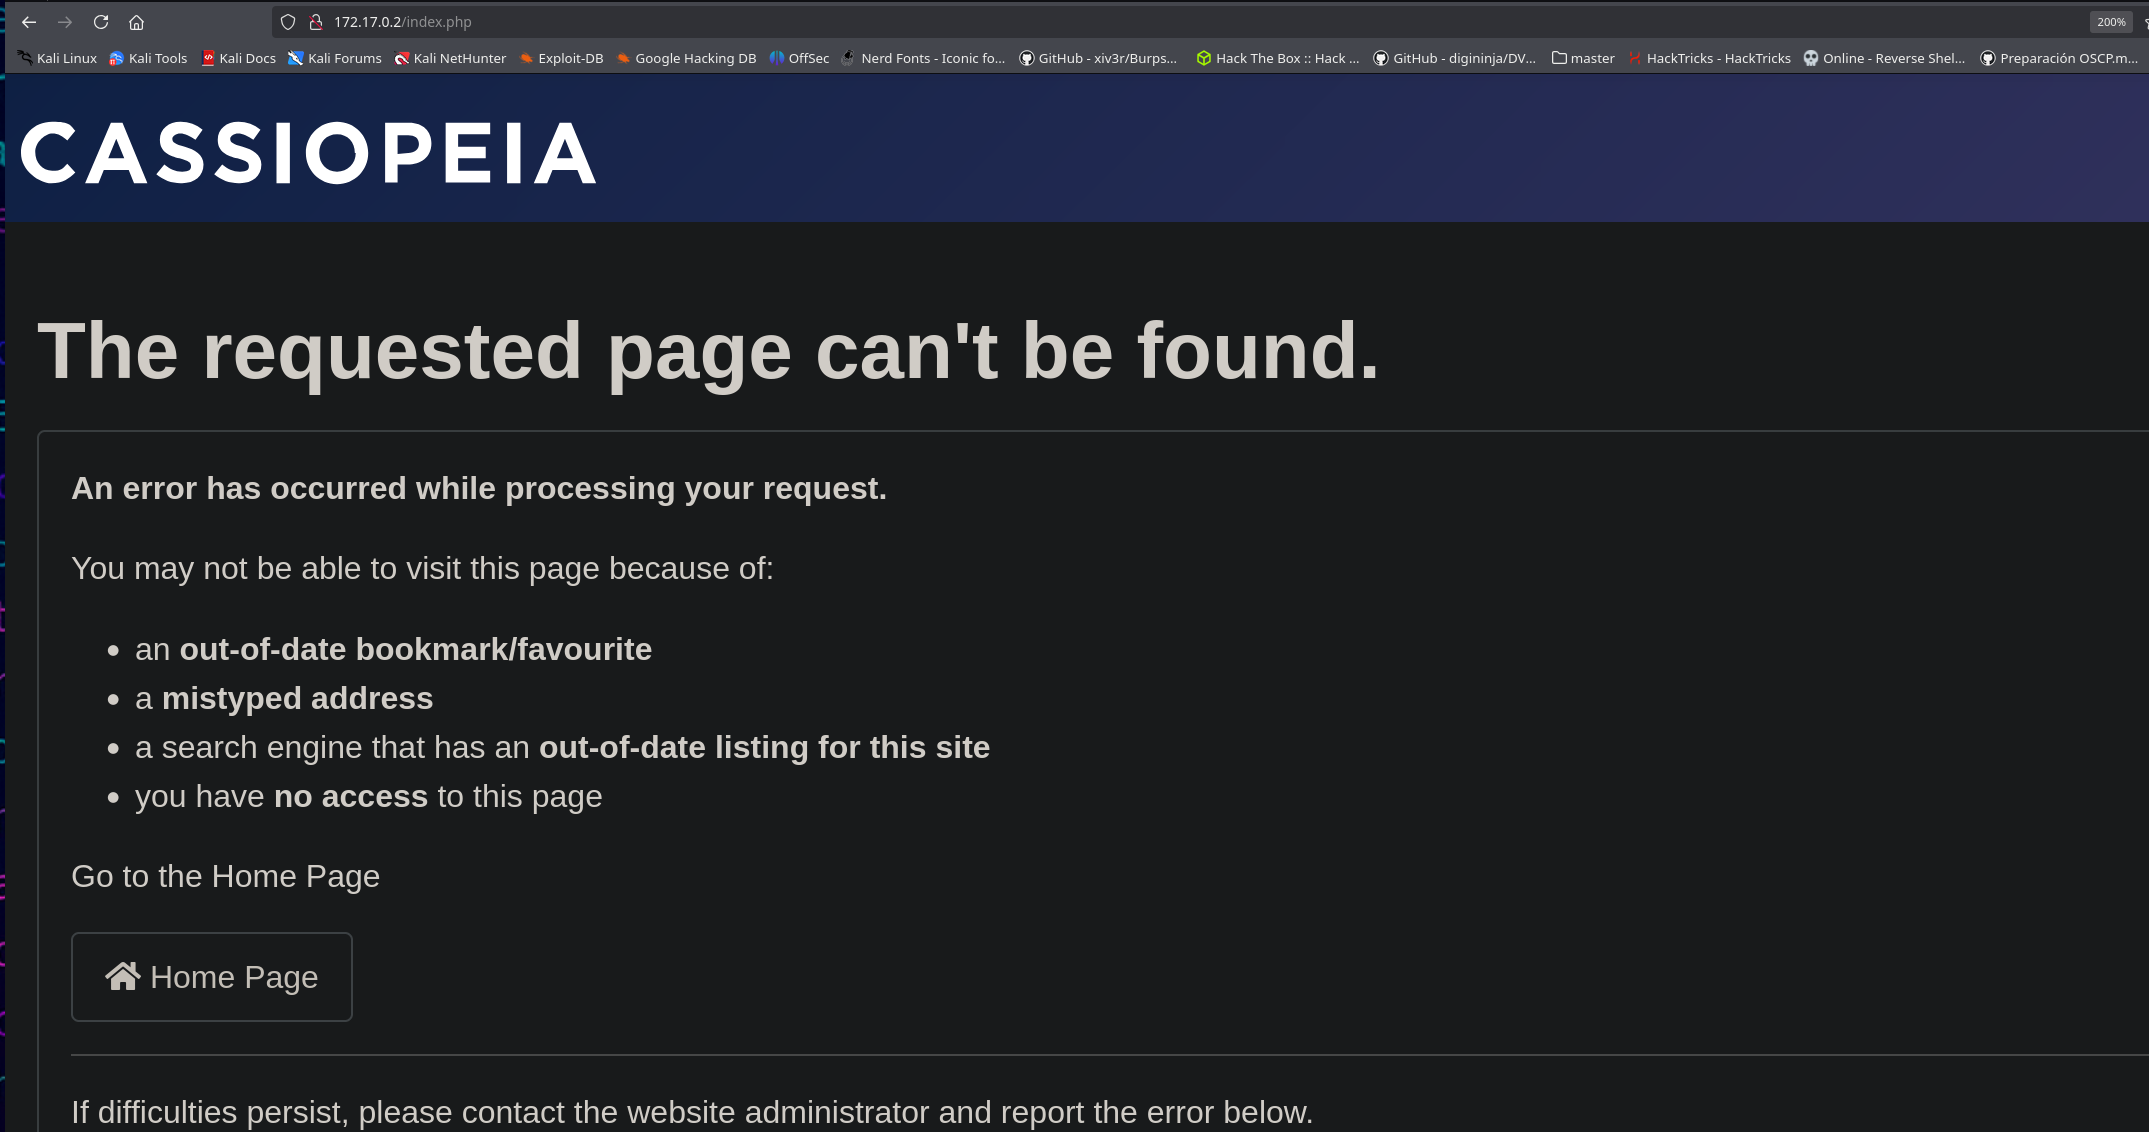 172.17.0.2/index.php
200%
Kali Linux Kali Tools Kali Docs Kali Forums Kali NetHunter Exploit-DB Google Hacking DB OffSec Nerd Fonts - Iconic fo... GitHub - xiv3r/Burps... Hack The Box :: Hack ... GitHub - digininja/DV... master HackTricks - HackTricks Online - Reverse Shel... Preparación OSCP.m...
CASSIOPEIA
The requested page can't be found.
An error has occurred while processing your request.
You may not be able to visit this page because of:
• an out-of-date bookmark/favourite
• a mistyped address
• a search engine that has an out-of-date listing for this site
• you have no access to this page
Go to the Home Page
Home Page
If difficulties persist, please contact the website administrator and report the error below.